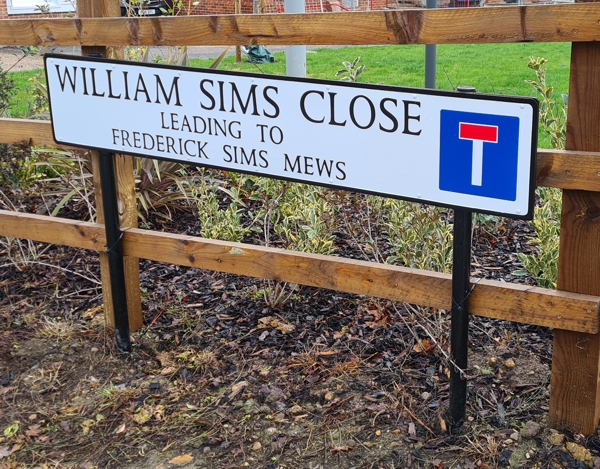 WILLIAM SIMS CLOSE
LEADING TO
FREDERICK SIMS MEWS